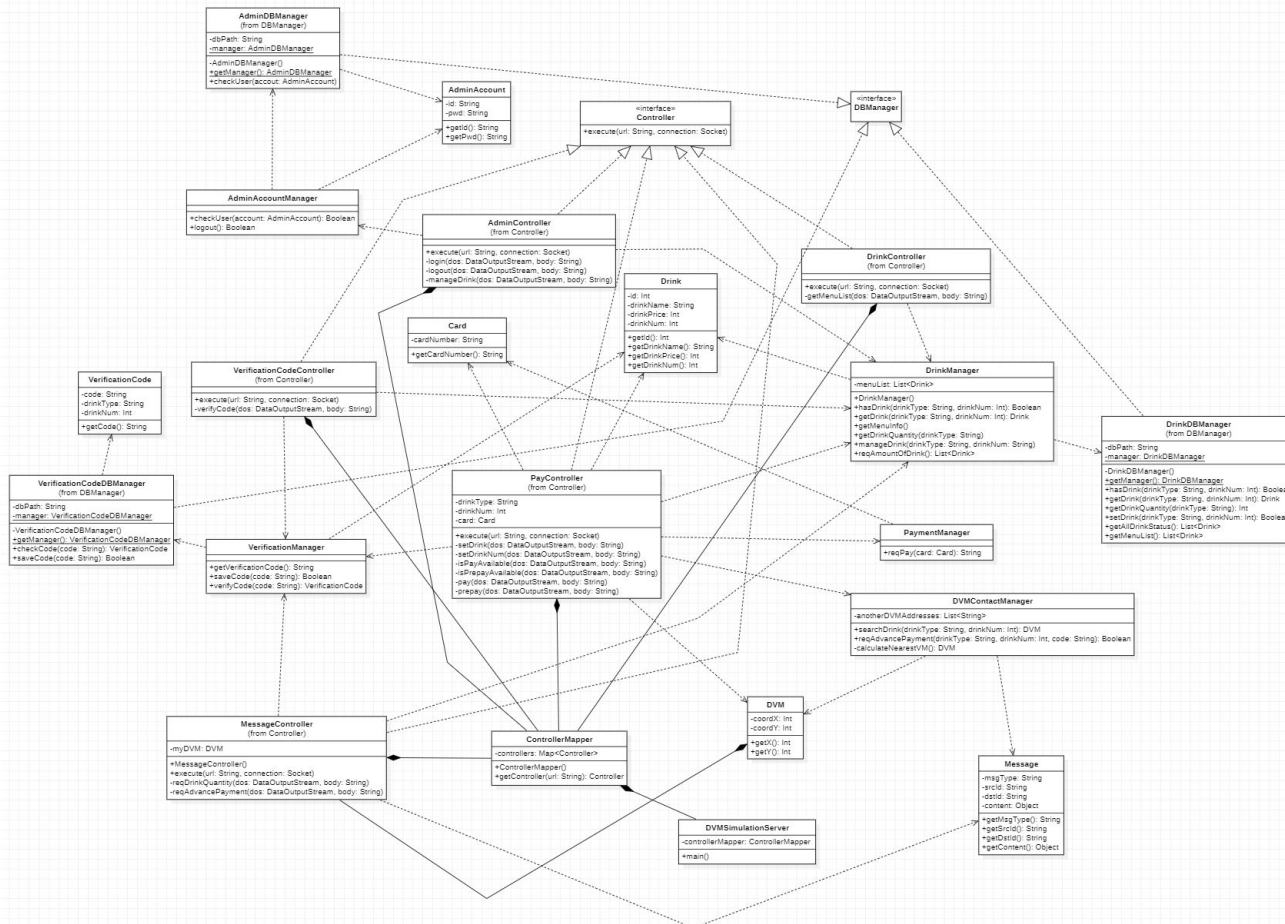 AdminDBManager
(from DBManager)
-dbPath: String
-manager: AdminDBManager
-AdminDBManager()
+getManager(): AdminDBManager
+checkUser(accout: AdminAccount)
AdminAccount
-id: String
-pwd: String
+getId(): String
+getPwd(): String
«interface»
Controller
+execute(url: String, connection: Socket)
«interface»
DBManager
AdminAccountManager
+checkUser(account: AdminAccount): Boolean
+logout(): Boolean
AdminController
(from Controller)
+execute(url: String, connection: Socket)
-login(dos: DataOutputStream, body: String)
-logout(dos: DataOutputStream, body: String)
-manageDrink(dos: DataOutputStream, body: String)
DrinkController
(from Controller)
+execute(url: String, connection: Socket)
-getMenuList(dos: DataOutputStream, body: String)
Drink
-id: Int
-drinkName: String
-drinkPrice: Int
-drinkNum: Int
+getId(): Int
+getDrinkName(): String
+getDrinkPrice(): Int
+getDrinkNum(): Int
Card
-cardNumber: String
+getCardNumber(): String
VerificationCodeController
(from Controller)
+execute(url: String, connection: Socket)
-verifyCode(dos: DataOutputStream, body: String)
VerificationCode
-code: String
-drinkType: String
-drinkNum: Int
+getCode(): String
DrinkManager
-menuList: List<Drink>
+DrinkManager()
+hasDrink(drinkType: String, drinkNum: Int): Boolean
+getDrink(drinkType: String, drinkNum: Int): Drink
+getMenuInfo()
+getDrinkQuantity(drinkType: String)
+manageDrink(drinkType: String, drinkNum: String)
+reqAmountOfDrink(): List<Drink>
DrinkDBManager
(from DBManager)
-dbPath: String
-manager: DrinkDBManager
-DrinkDBManager()
+getManager(): DrinkDBManager
+hasDrink(drinkType: String, drinkNum: Int): Boolea
+getDrink(drinkType: String, drinkNum: Int): Drink
+getDrinkQuantity(drinkType: String): Int
+setDrink(drinkType: String, drinkNum: Int): Boolean
+getAllDrinkStatus(): List<Drink>
+getMenuList(): List<Drink>
VerificationCodeDBManager
(from DBManager)
-dbPath: String
-manager: VerificationCodeDBManager
-VerificationCodeDBManager()
+getManager(): VerificationCodeDBManager
+checkCode(code: String): VerificationCode
+saveCode(code: String): Boolean
PayController
(from Controller)
-drinkType: String
-drinkNum: Int
-card: Card
+execute(url: String, connection: Socket)
-setDrink(dos: DataOutputStream, body: String)
-setDrinkNum(dos: DataOutputStream, body: String)
-isPayAvailable(dos: DataOutputStream, body: String)
-isPrepayAvailable(dos: DataOutputStream, body: String)
-pay(dos: DataOutputStream, body: String)
-prepay(dos: DataOutputStream, body: String)
VerificationManager
+getVerificationCode(): String
+saveCode(code: String): Boolean
+verifyCode(code: String): VerificationCode
PaymentManager
+reqPay(card: Card): String
DVMContactManager
-anotherDVMAddresses: List<String>
+searchDrink(drinkType: String, drinkNum: Int): DVM
+reqAdvancePayment(drinkType: String, drinkNum: Int, code: String): Boolean
-calculateNearestVM(): DVM
DVM
-coordX: Int
-coordY: Int
+getX(): Int
+getY(): Int
MessageController
(from Controller)
-myDVM: DVM
+MessageController()
+execute(url: String, connection: Socket)
-reqDrinkQuantity(dos: DataOutputStream, body: String)
-reqAdvancePayment(dos: DataOutputStream, body: String)
ControllerMapper
-controllers: Map<Controller>
+ControllerMapper()
+getController(url: String): Controller
Message
-msgType: String
-srcId: String
-dstId: String
-content: Object
+getMsgType(): String
+getSrcId(): String
+getDstId(): String
+getContent(): Object
DVMSimulationServer
-controllerMapper: ControllerMapper
+main()